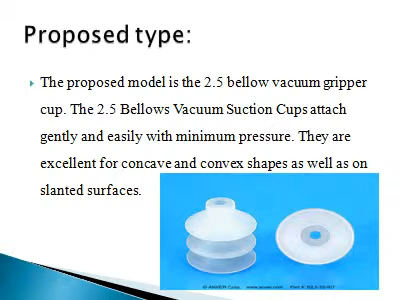 Proposed type:
The proposed model is the 2.5 bellow vacuum gripper
cup. The 2.5 Bellows Vacuum Suction Cups attach
gently and easily with minimum pressure. They are
excellent for concave and convex shapes as well as on
slanted surfaces.